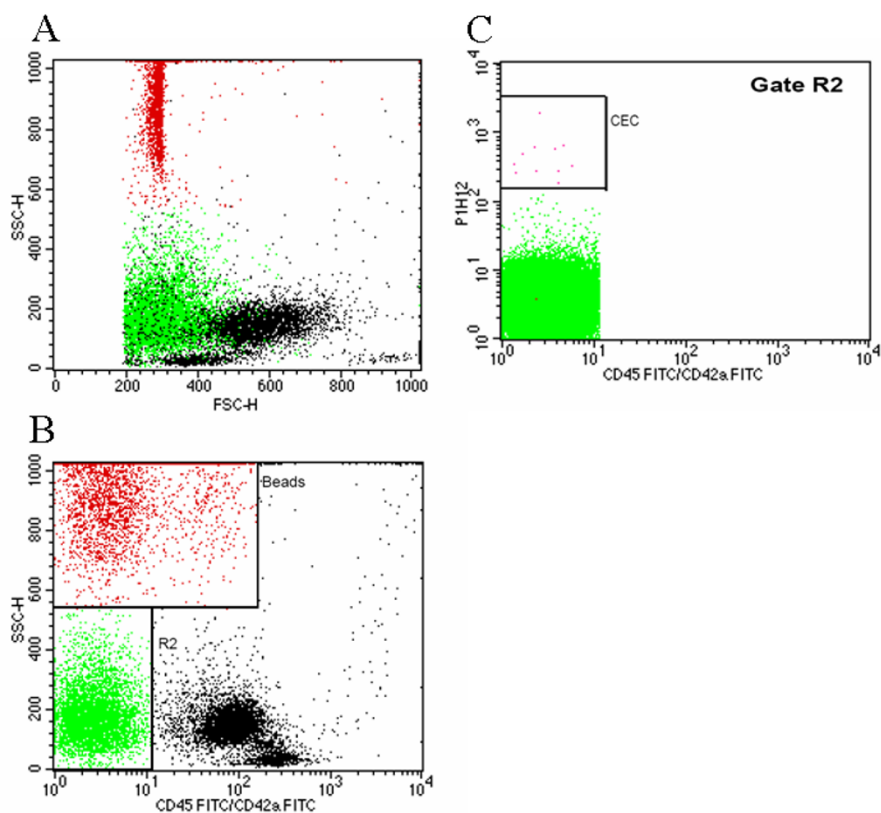 A
SSC-H
1000
800
600
400
200
0
0 200 400 600 800 1000
FSC-H
C
Gate R2
CEC
P1H12
10^4
10^3
10^2
10^1
10^0
10^0 10^1 10^2 10^3 10^4
CD45 FITC/CD42a FITC
B
Beads
R2
SSC-H
1000
800
600
400
200
0
10^0 10^1 10^2 10^3 10^4
CD45 FITC/CD42a FITC